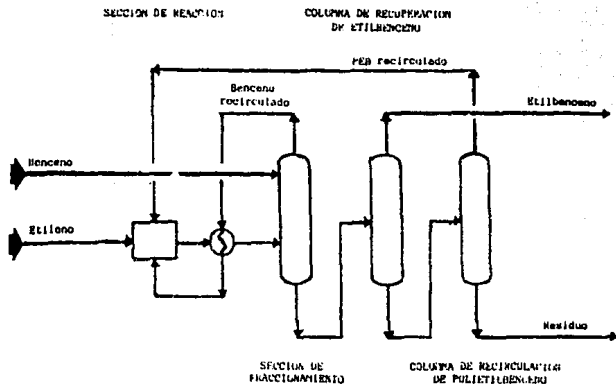 SECCION DE REACCION
COLUMNA DE RECUPERACION
DE ETILBENCENO
PEB recirculado
Benceno
recirculado
Etilbenceno
Benceno
Etileno
Residuo
SECCION DE
FRACCIONAMIENTO
COLUMNA DE RECIRCULACION
DE POLIETILBENCENO